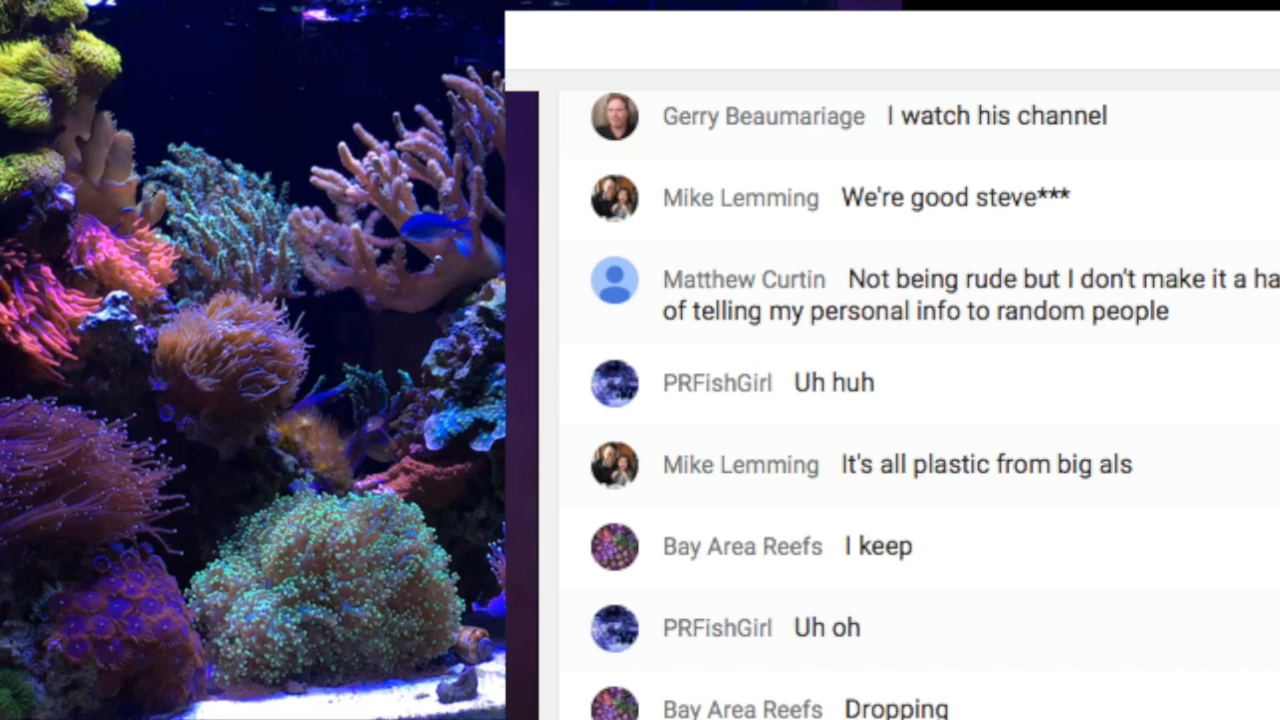 Gerry Beaumariage I watch his channel
Mike Lemming We're good steve***
Matthew Curtin Not being rude but I don't make it a ha
of telling my personal info to random people
PRFishGirl Uh huh
Mike Lemming It's all plastic from big als
Bay Area Reefs I keep
PRFishGirl Uh oh
Bay Area Reefs Dropping